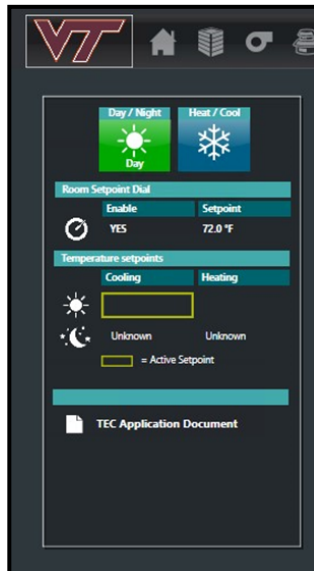 VT
Day / Night Heat / Cool
Day
Room Setpoint Dial
Enable Setpoint
YES 72.0 °F
Temperature setpoints
Cooling Heating
Unknown Unknown
= Active Setpoint
TEC Application Document